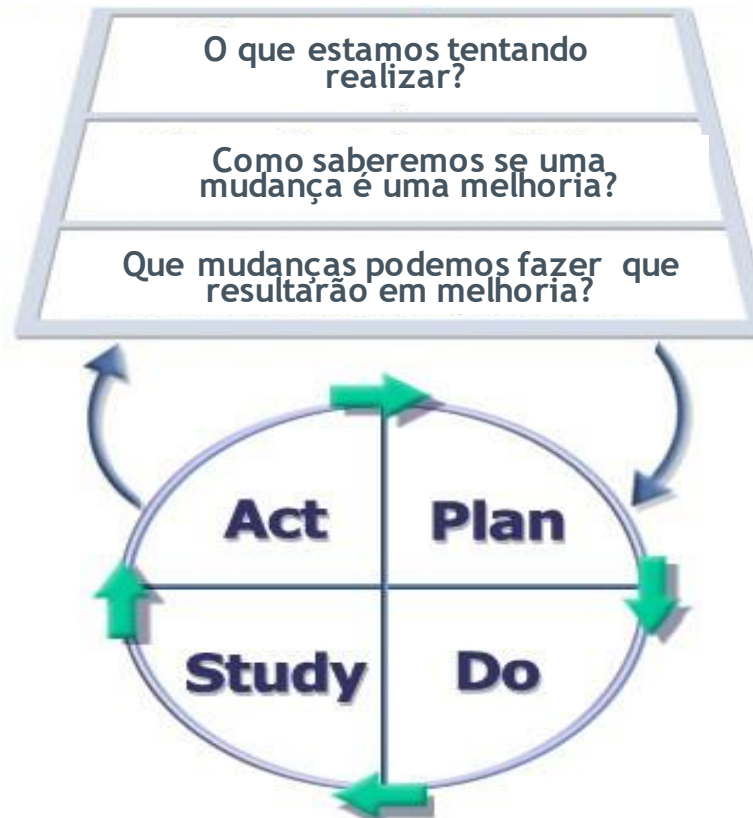 O que estamos tentando
realizar?
Como saberemos se uma
mudança é uma melhoria?
Que mudanças podemos fazer que
resultarão em melhoria?
Act
Plan
Study
Do